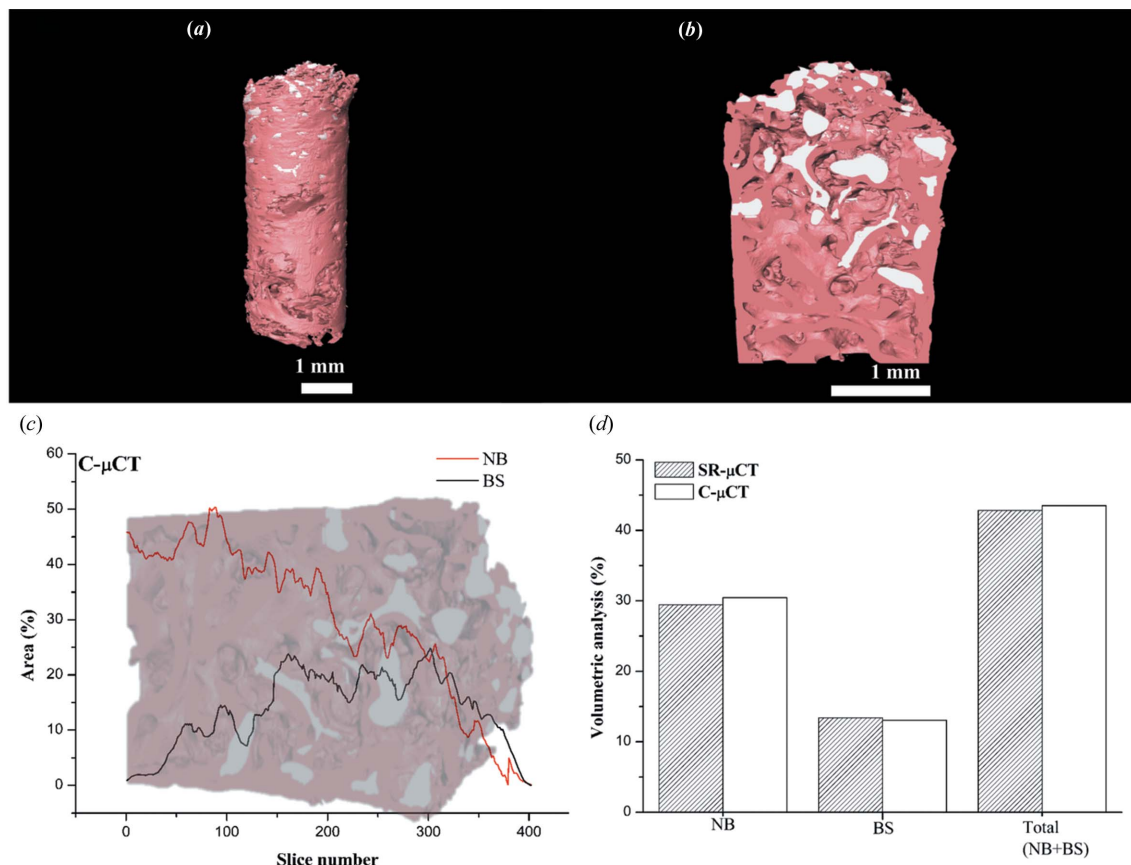 (a)
(b)
1 mm
1 mm
(c)
C-μCT
NB
BS
60
50
40
30
20
10
0
Area (%)
0 100 200 300 400
Slice number
(d)
SR-μCT
C-μCT
50
40
30
20
10
0
Volumetric analysis (%)
NB BS Total
(NB+BS)